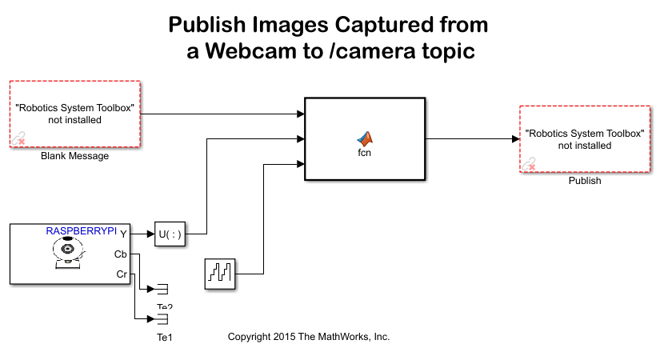 Publish Images Captured from
a Webcam to /camera topic
"Robotics System Toolbox"
not installed
Blank Message
fcn
"Robotics System Toolbox"
not installed
Publish
RASPBERRYPI
Y
Cb
Cr
U( : )
Te2
Te1
Copyright 2015 The MathWorks, Inc.